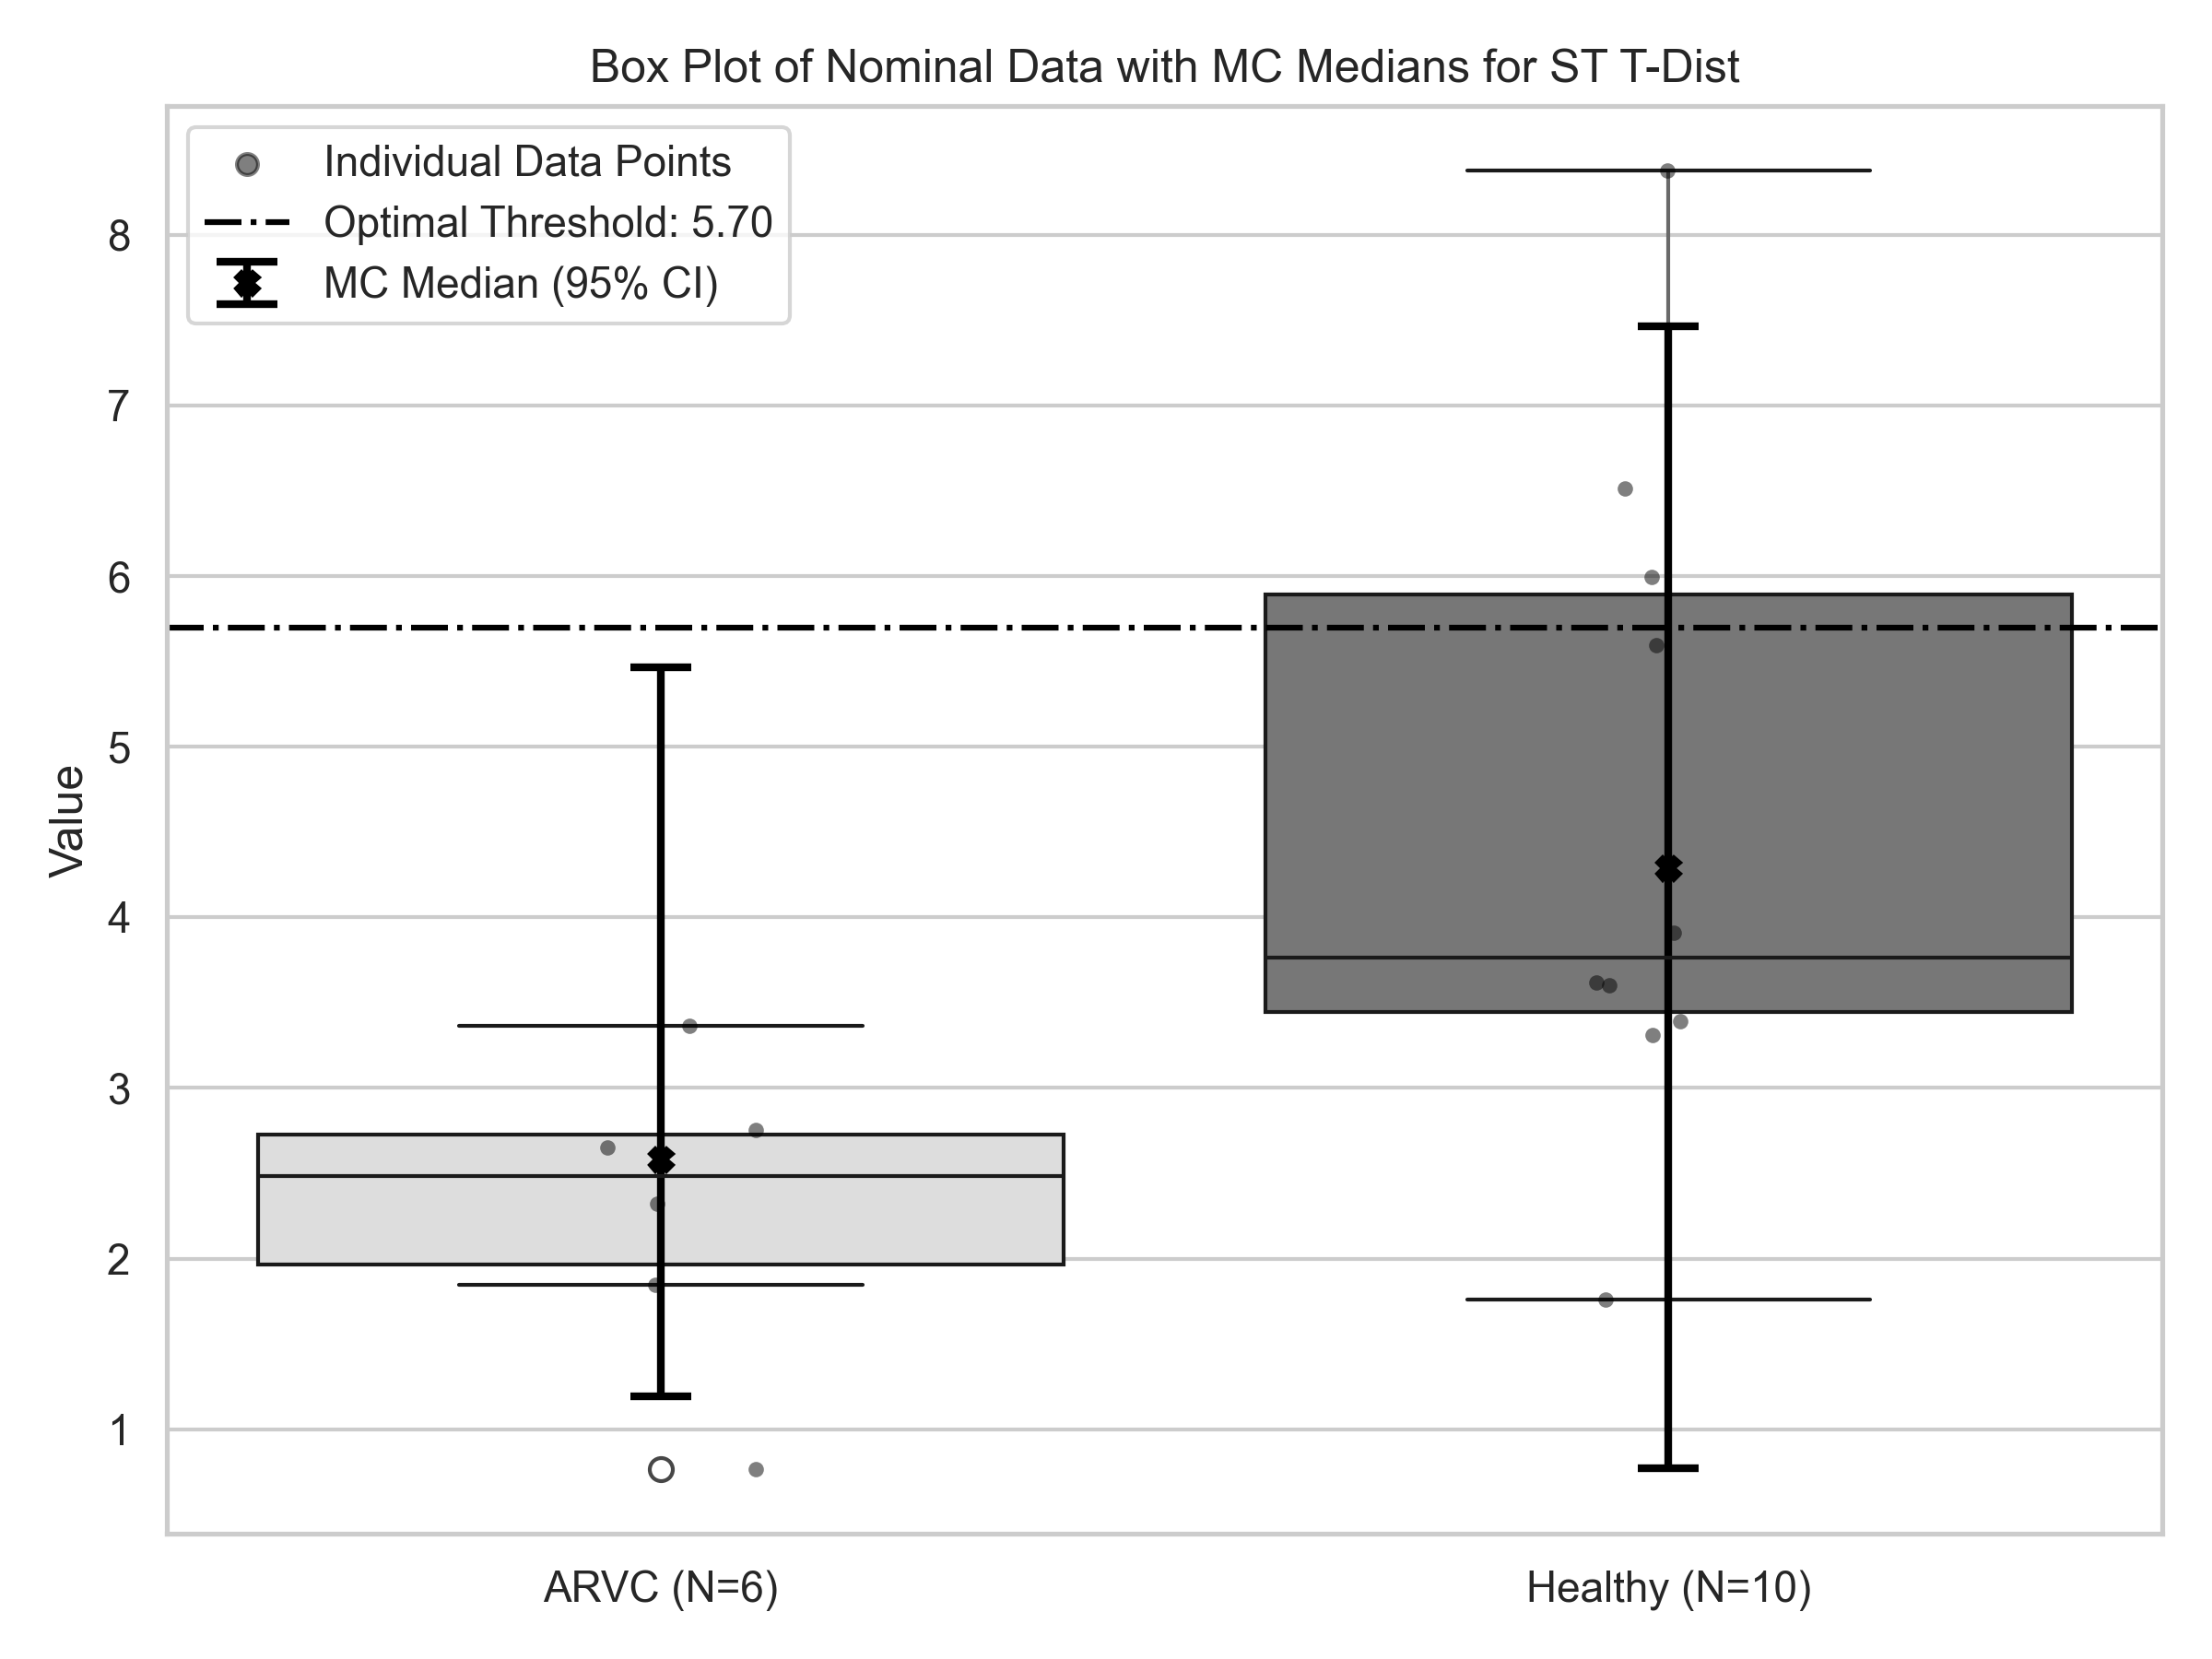 Box Plot of Nominal Data with MC Medians for ST T-Dist
Individual Data Points
Optimal Threshold: 5.70
MC Median (95% CI)
8
7
6
5
4
3
2
1
Value
ARVC (N=6)
Healthy (N=10)